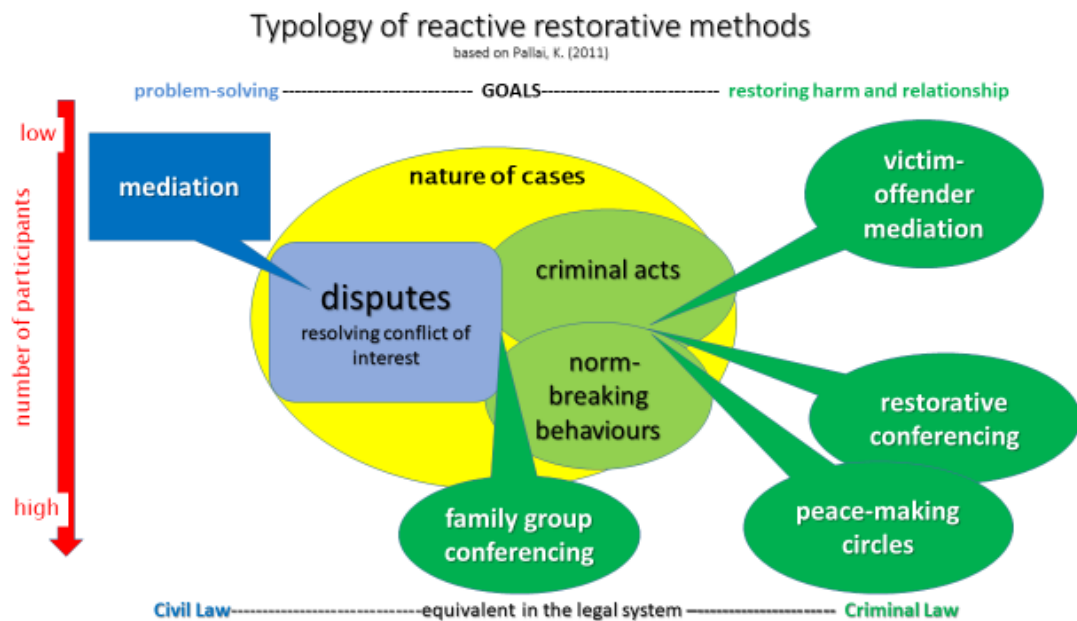 Typology of reactive restorative methods
based on Pallai, K. (2011)
problem-solving ----------------------------- GOALS--------------------------- restoring harm and relationship
low
number of participants
high
mediation
nature of cases
victim-
offender
mediation
disputes
resolving conflict of
interest
criminal acts
norm-
breaking
behaviours
restorative
conferencing
family group
conferencing
peace-making
circles
Civil Law----------------------------equivalent in the legal system ---------------------- Criminal Law